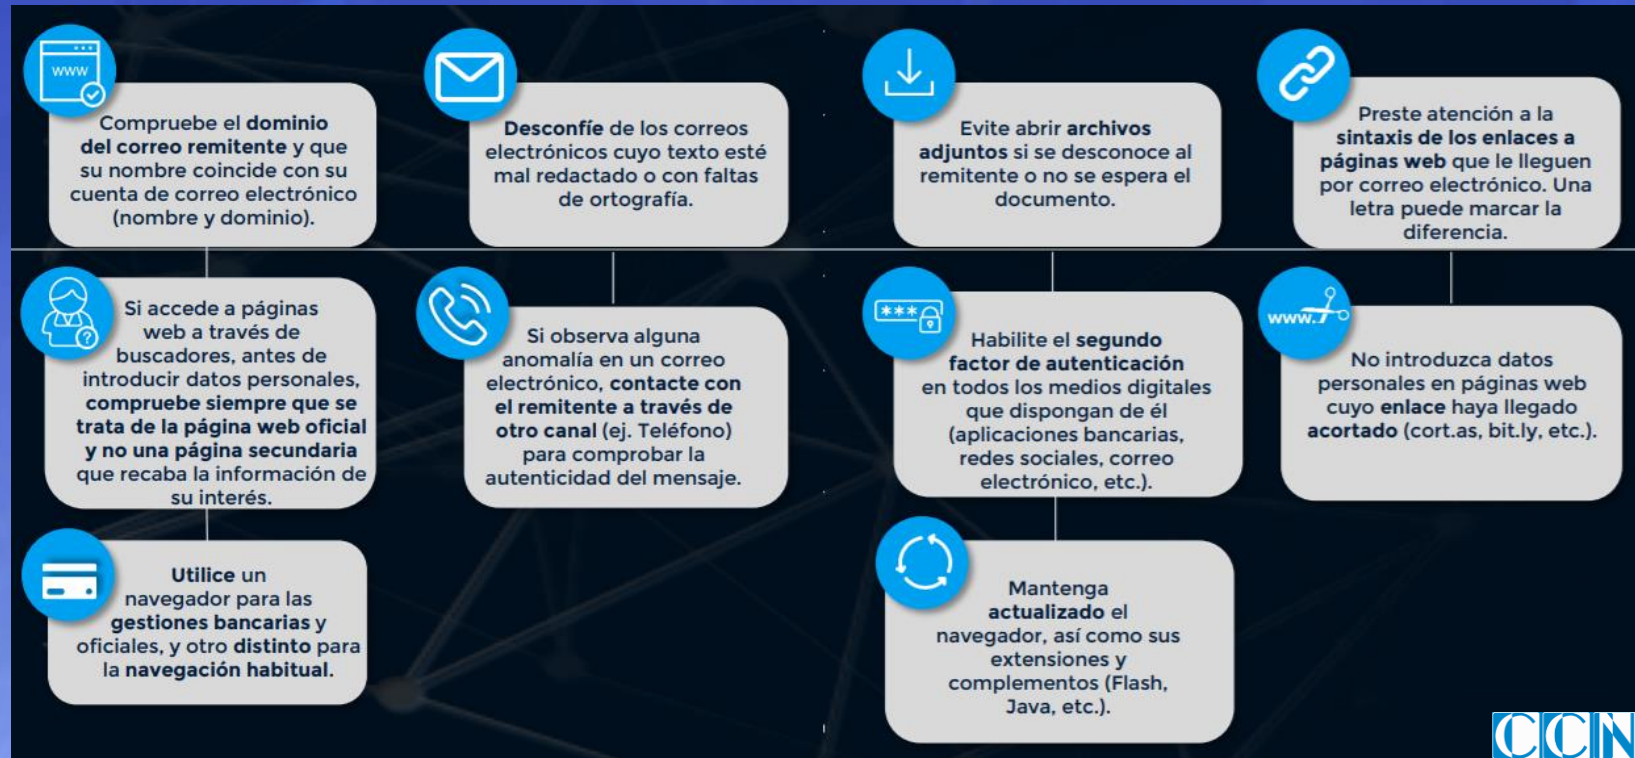 www
Compruebe el dominio
del correo remitente y que
su nombre coincide con su
cuenta de correo electrónico
(nombre y dominio).
Desconfíe de los correos
electrónicos cuyo texto esté
mal redactado o con faltas
de ortografía.
Evite abrir archivos
adjuntos si se desconoce al
remitente o no se espera el
documento.
Preste atención a la
sintaxis de los enlaces a
páginas web que le lleguen
por correo electrónico. Una
letra puede marcar la
diferencia.
Si accede a páginas
web a través de
buscadores, antes de
introducir datos personales,
compruebe siempre que se
trata de la página web oficial
y no una página secundaria
que recaba la información de
su interés.
Si observa alguna
anomalía en un correo
electrónico, contacte con
el remitente a través de
otro canal (ej. Teléfono)
para comprobar la
autenticidad del mensaje.
***
Habilite el segundo
factor de autenticación
en todos los medios digitales
que dispongan de él
(aplicaciones bancarias,
redes sociales, correo
electrónico, etc.).
www.
No introduzca datos
personales en páginas web
cuyo enlace haya llegado
acortado (cort.as, bit.ly, etc.).
Utilice un
navegador para las
gestiones bancarias y
oficiales, y otro distinto para
la navegación habitual.
Mantenga
actualizado el
navegador, así como sus
extensiones y
complementos (Flash,
Java, etc.).
CCN